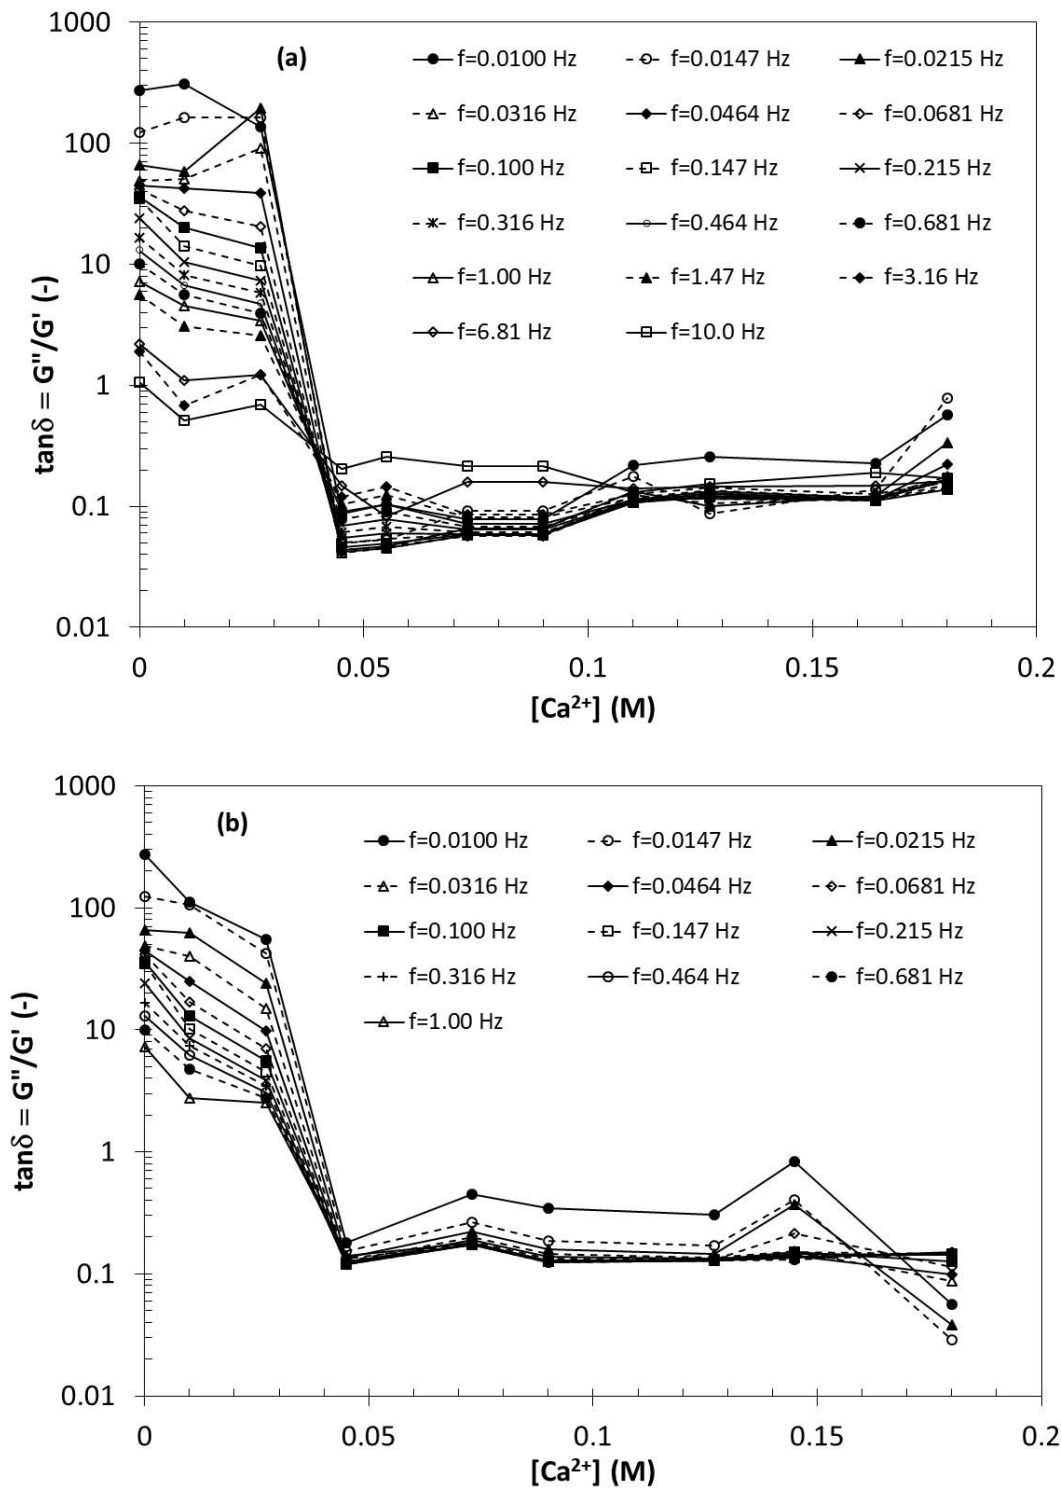 1000
(a)
f=0.0100 Hz f=0.0147 Hz f=0.0215 Hz
100
f=0.0316 Hz f=0.0464 Hz f=0.0681 Hz
f=0.100 Hz f=0.147 Hz f=0.215 Hz
10
f=0.316 Hz f=0.464 Hz f=0.681 Hz
f=1.00 Hz f=1.47 Hz f=3.16 Hz
f=6.81 Hz f=10.0 Hz
1
0.1
0.01
tanδ = G"/G' (-)
0 0.05 0.1 0.15 0.2
[Ca²⁺] (M)
1000
(b)
f=0.0100 Hz f=0.0147 Hz f=0.0215 Hz
f=0.0316 Hz f=0.0464 Hz f=0.0681 Hz
100
f=0.100 Hz f=0.147 Hz f=0.215 Hz
f=0.316 Hz f=0.464 Hz f=0.681 Hz
10
f=1.00 Hz
1
0.1
0.01
tanδ = G"/G' (-)
0 0.05 0.1 0.15 0.2
[Ca²⁺] (M)